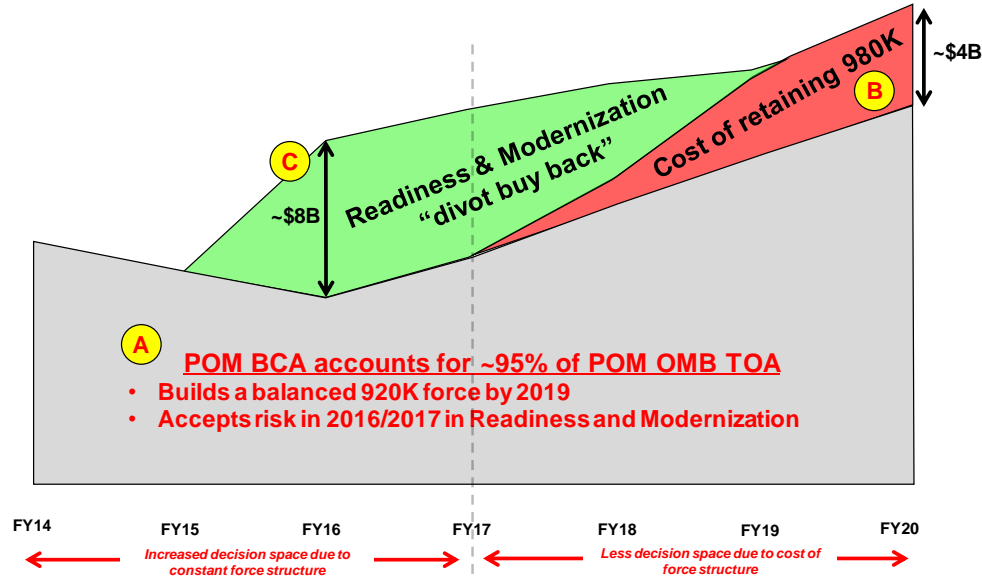 ~$4B
Cost of retaining 980K
B
Readiness & Modernization
“divot buy back”
C
~$8B
A
POM BCA accounts for ~95% of POM OMB TOA
• Builds a balanced 920K force by 2019
• Accepts risk in 2016/2017 in Readiness and Modernization
FY14 FY15 FY16 FY17 FY18 FY19 FY20
Increased decision space due to
constant force structure
Less decision space due to cost of
force structure